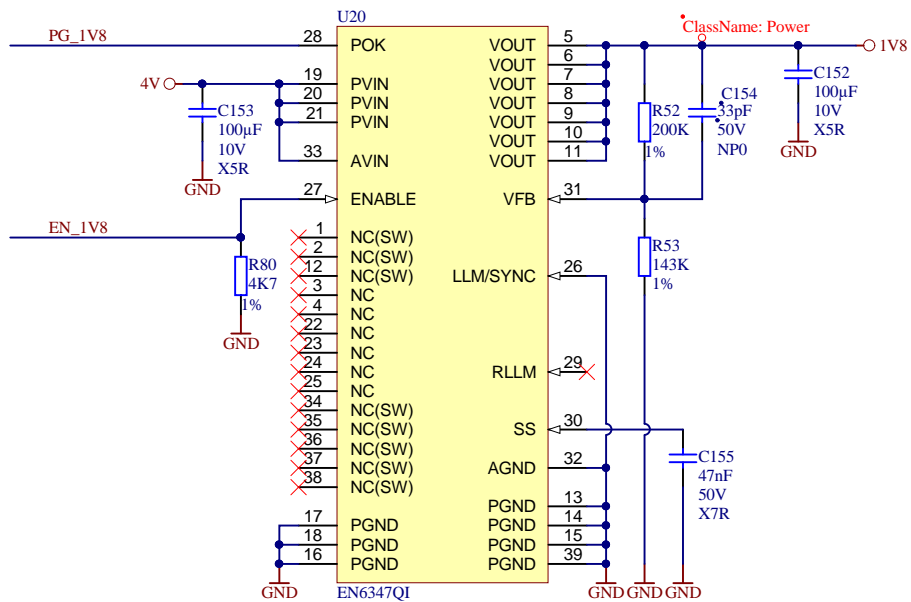 U20
ClassName: Power
PG_1V8
28 POK VOUT 5
1V8
VOUT 6
4V
19 PVIN VOUT 7
20 PVIN VOUT 8
21 PVIN VOUT 9
VOUT 10
33 AVIN VOUT 11
C153
100µF
10V
X5R
GND
R52
200K
1%
C154
33pF
50V
NP0
C152
100µF
10V
X5R
GND
27 ENABLE VFB 31
EN_1V8
R80
4K7
1%
GND
R53
143K
1%
1 NC(SW)
2 NC(SW)
12 NC(SW) LLM/SYNC 26
3 NC
4 NC
22 NC
23 NC
24 NC RLLM 29
25 NC
34 NC(SW)
35 NC(SW) SS 30
36 NC(SW)
37 NC(SW) AGND 32
38 NC(SW)
C155
47nF
50V
X7R
PGND 13
17 PGND PGND 14
18 PGND PGND 15
16 PGND PGND 39
GND
GND
GND
GND
EN6347QI